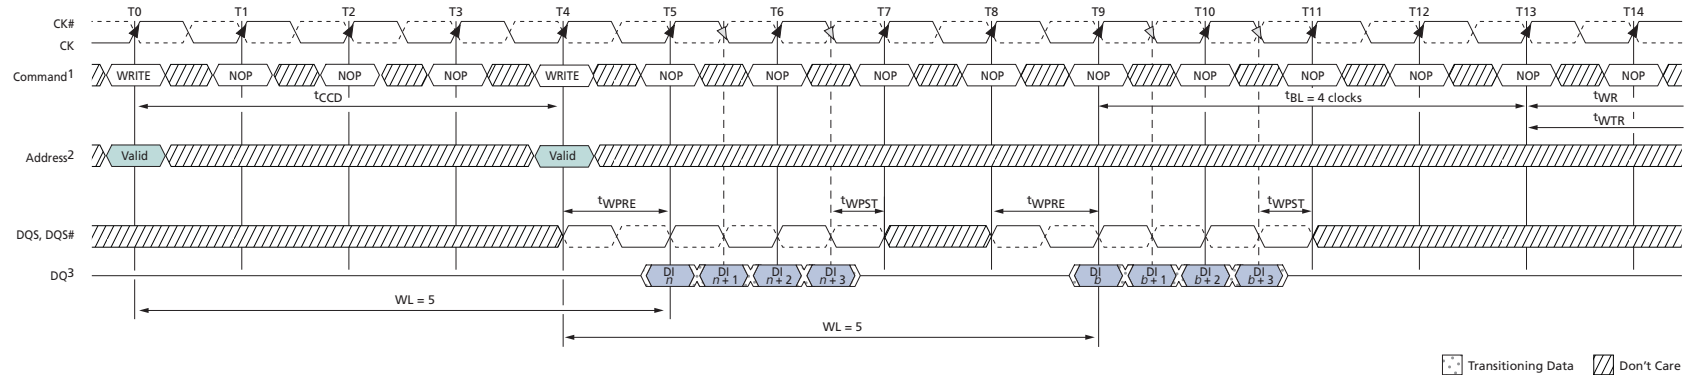 T0 T1 T2 T3 T4 T5 T6 T7 T8 T9 T10 T11 T12 T13 T14
CK#
CK
Command1 WRITE NOP NOP NOP WRITE NOP NOP NOP NOP NOP NOP NOP NOP NOP NOP
tCCD tBL = 4 clocks tWR
tWTR
Address2 Valid Valid
tWPRE tWPST tWPRE tWPST
DQS, DQS#
DQ3 DI n DI n + 1 DI n + 2 DI n + 3 DI b DI b + 1 DI b + 2 DI b + 3
WL = 5
WL = 5
Transitioning Data Don't Care